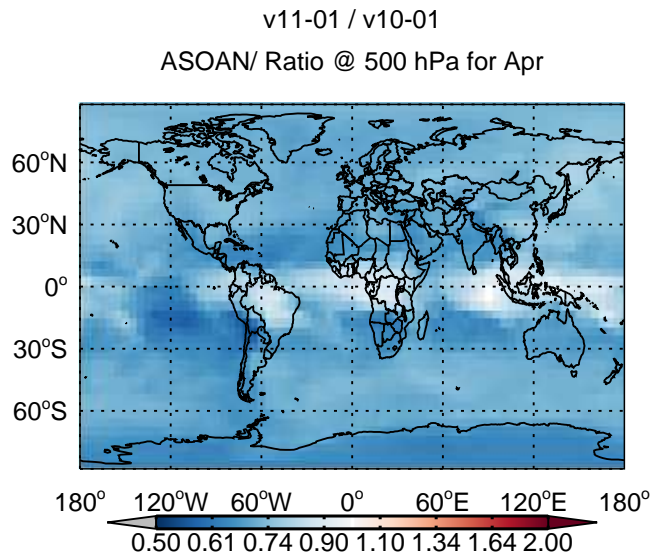 v11-01 / v10-01
ASOAN/ Ratio @ 500 hPa for Apr
60°N
30°N
0°
30°S
60°S
180° 120°W 60°W 0° 60°E 120°E 180°
0.50 0.61 0.74 0.90 1.10 1.34 1.64 2.00